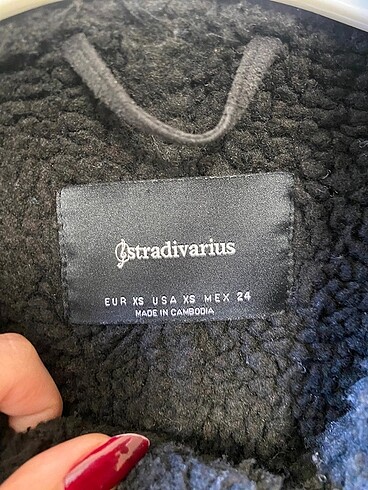 stradivarius
EUR XS USA XS MEX 24
MADE IN CAMBODIA